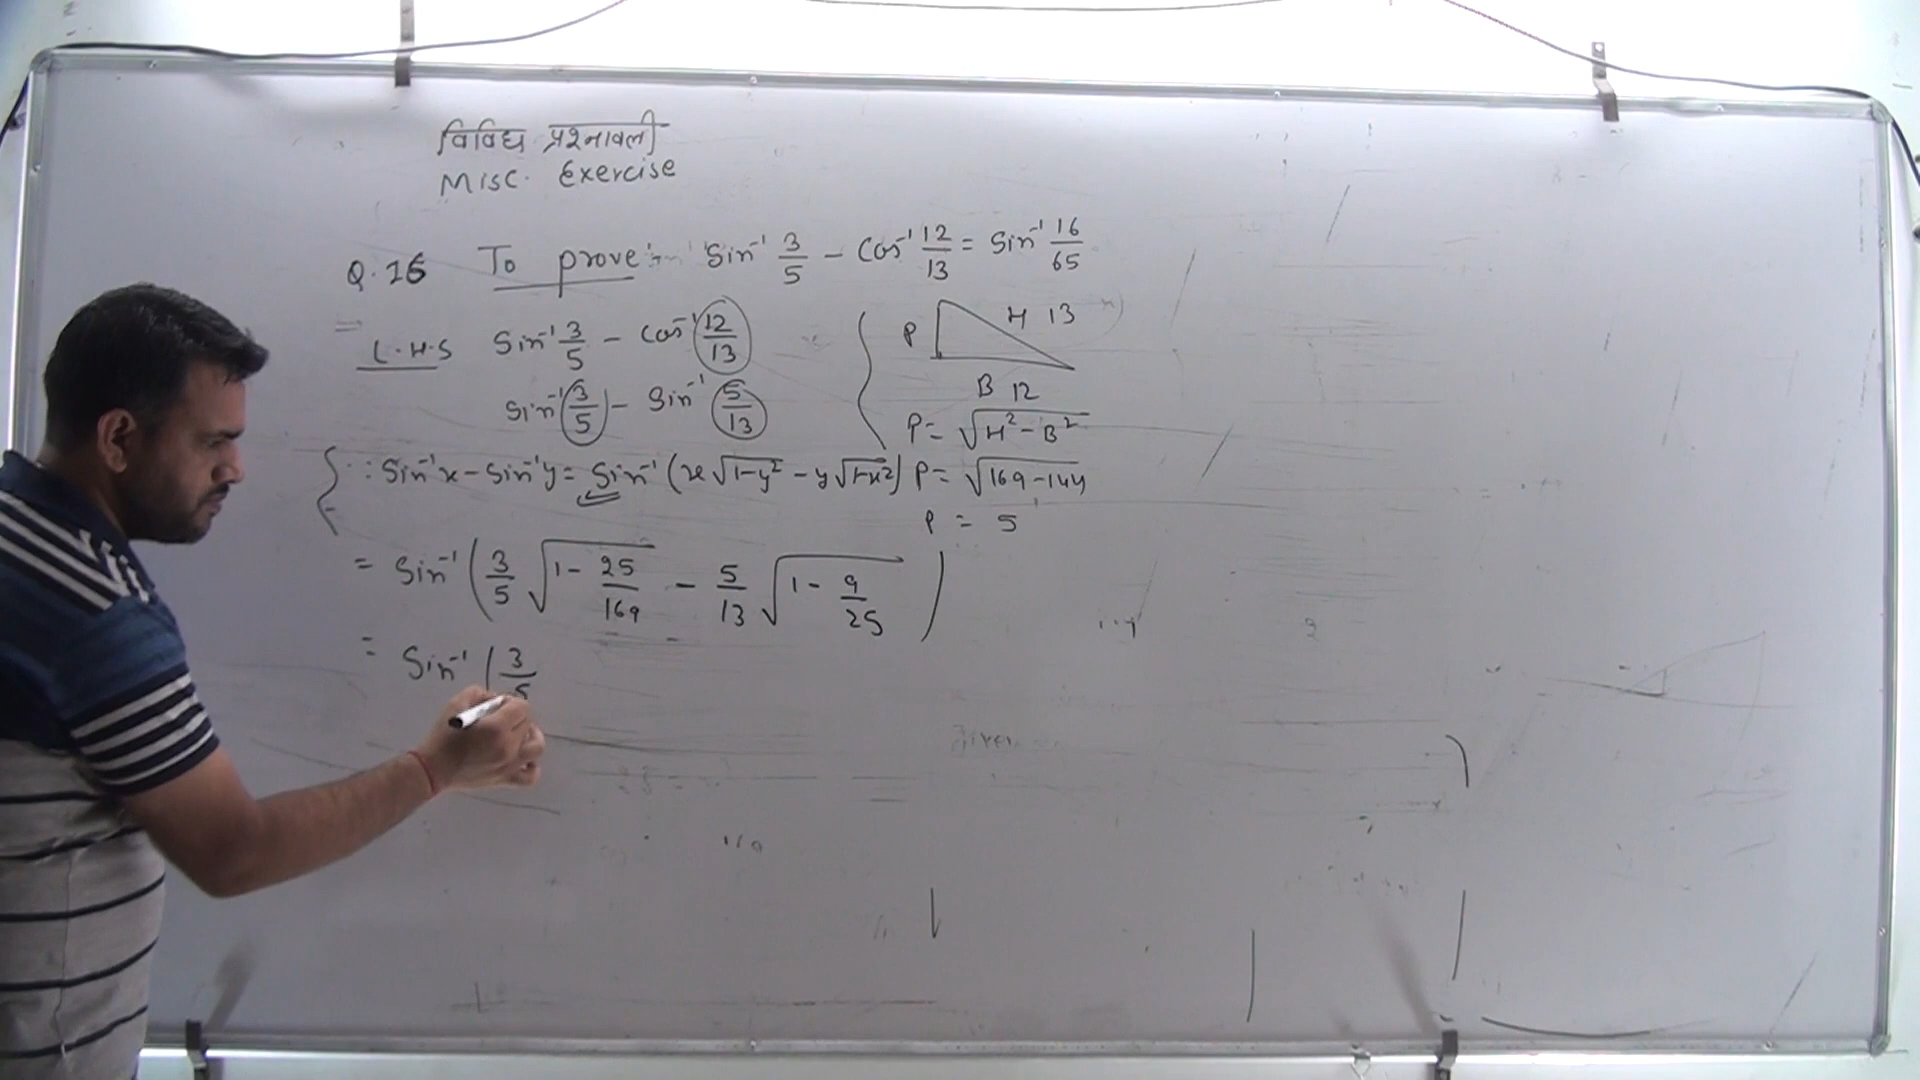 विविध प्रश्नावली
Misc. Exercise
Q.16 To prove:- Sin⁻¹ 3/5 - Cos⁻¹ 12/13 = Sin⁻¹ 16/65
L.H.S Sin⁻¹ 3/5 - Cos⁻¹ 12/13
Sin⁻¹ 3/5 - Sin⁻¹ 5/13
∵ Sin⁻¹x - Sin⁻¹y = Sin⁻¹ (x √1-y² - y √1-x²)
= Sin⁻¹ (3/5 √1- 25/169 - 5/13 √1- 9/25)
= Sin⁻¹ (3/5
P H 13
B 12
P = √H² - B²
P = √169-144
P = 5